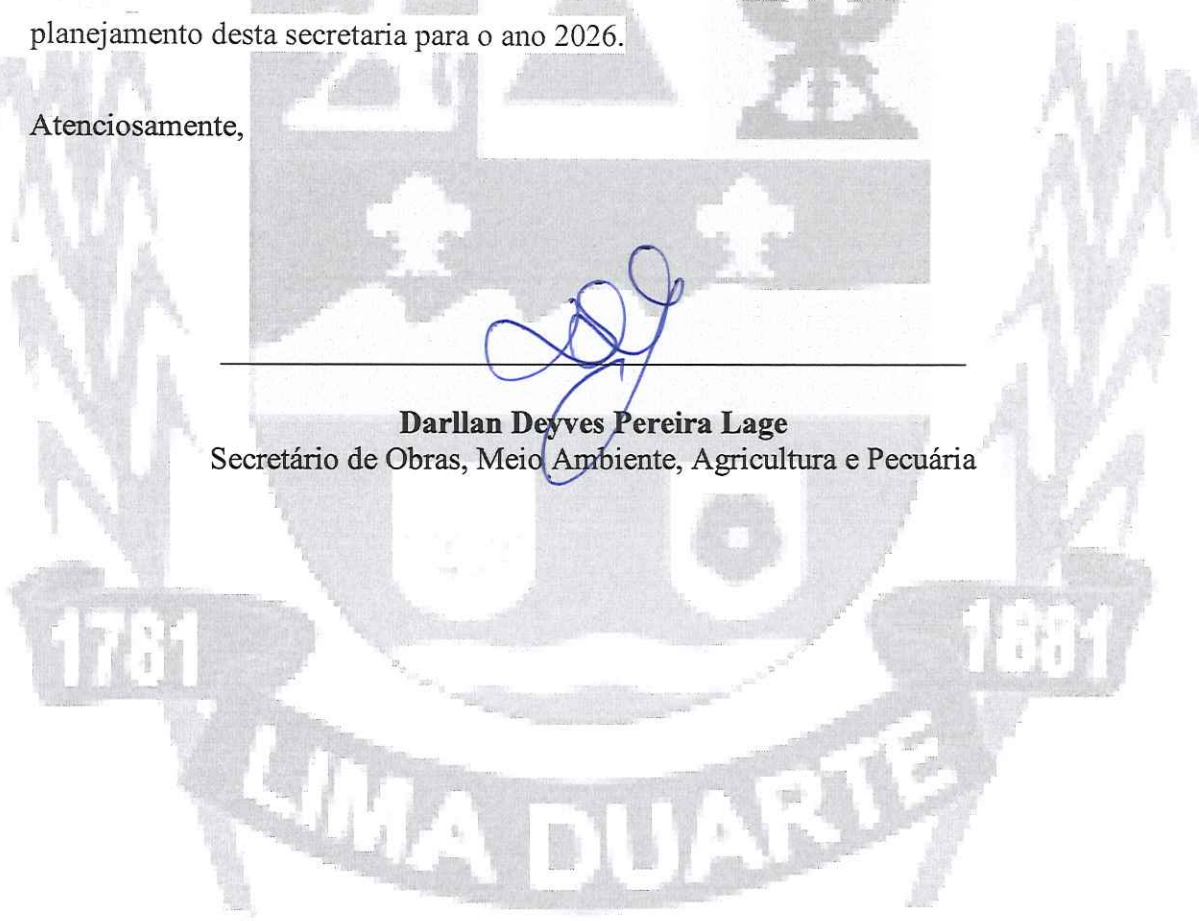 planejamento desta secretaria para o ano 2026.
Atenciosamente,
Darllan Deyves Pereira Lage
Secretário de Obras, Meio Ambiente, Agricultura e Pecuária
1781
1881
LIMA DUARTE